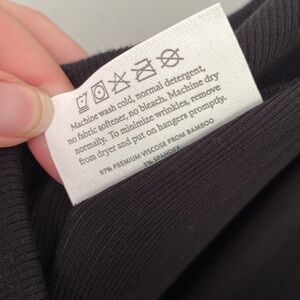 Machine wash cold, normal detergent,
no fabric softener, no bleach. Machine dry
normally. To minimize wrinkles, remove
from dryer and put on hangers promptly.
97% PREMIUM VISCOSE FROM BAMBOO
3% SPANDEX